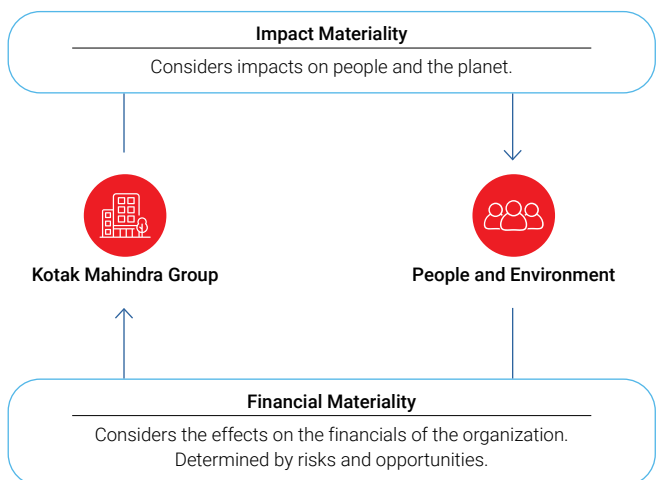 Impact Materiality
Considers impacts on people and the planet.
Kotak Mahindra Group
People and Environment
Financial Materiality
Considers the effects on the financials of the organization.
Determined by risks and opportunities.